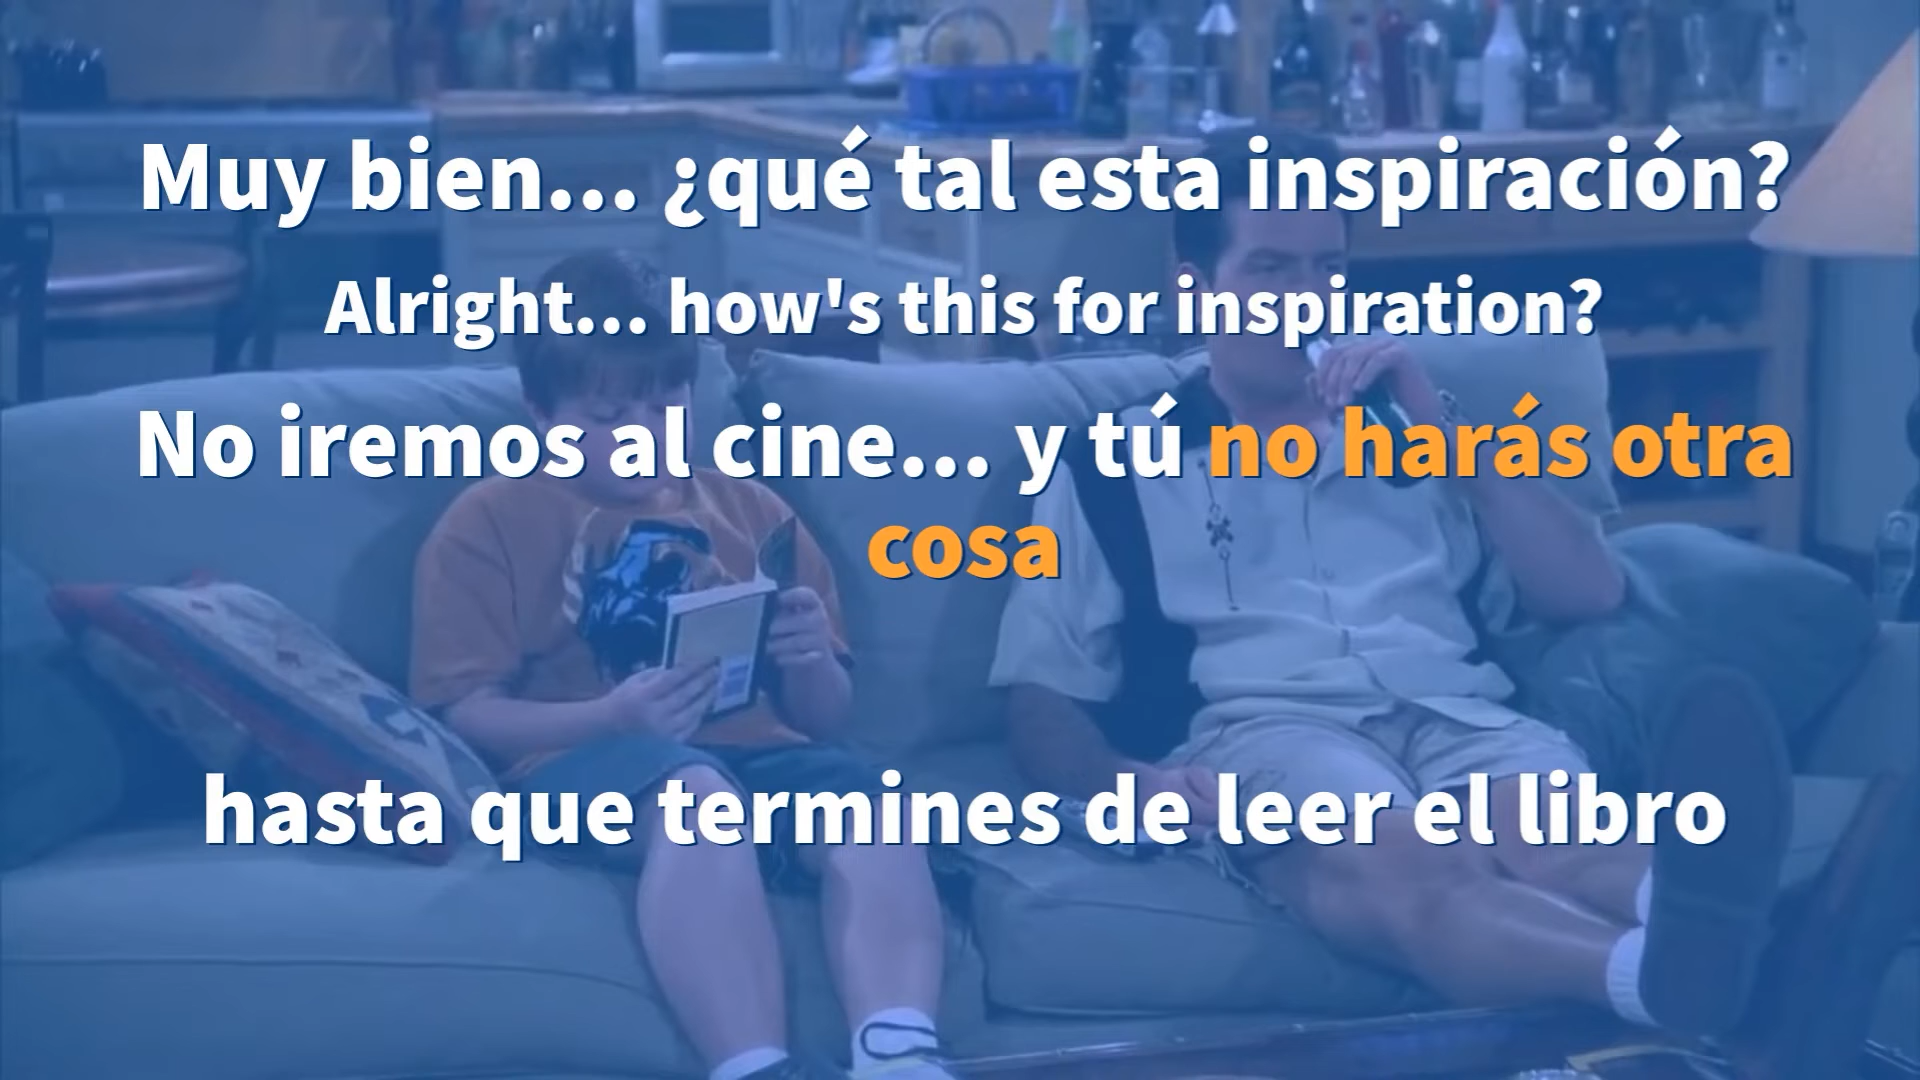 Muy bien... ¿qué tal esta inspiración?
Alright... how's this for inspiration?
No iremos al cine... y tú no harás otra
cosa
hasta que termines de leer el libro